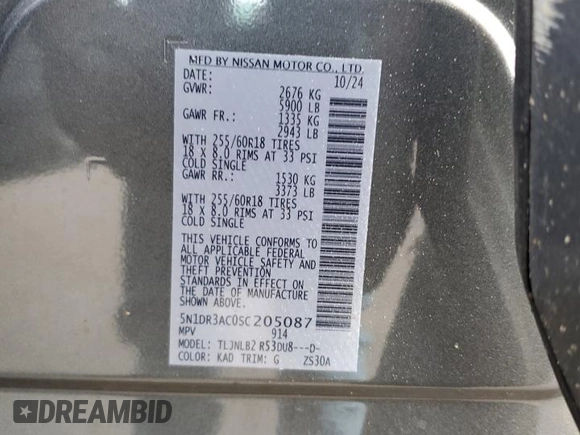 MFD BY NISSAN MOTOR CO., LTD.
DATE: 10/24
GVWR: 2676 KG
5900 LB
GAWR FR.: 1335 KG
2943 LB
WITH 255/60R18 TIRES
18 X 8.0 RIMS AT 33 PSI
COLD SINGLE
GAWR RR.: 1530 KG
3373 LB
WITH 255/60R18 TIRES
18 X 8.0 RIMS AT 33 PSI
COLD SINGLE
THIS VEHICLE CONFORMS TO
ALL APPLICABLE FEDERAL
MOTOR VEHICLE SAFETY AND
THEFT PREVENTION
STANDARDS IN EFFECT ON
THE DATE OF MANUFACTURE
SHOWN ABOVE.
5N1DR3AC0SC205087
MPV 914
MODEL: TLJNLB2 R53DU8---D-
COLOR: KAD TRIM: G ZS30A
DREAMBID